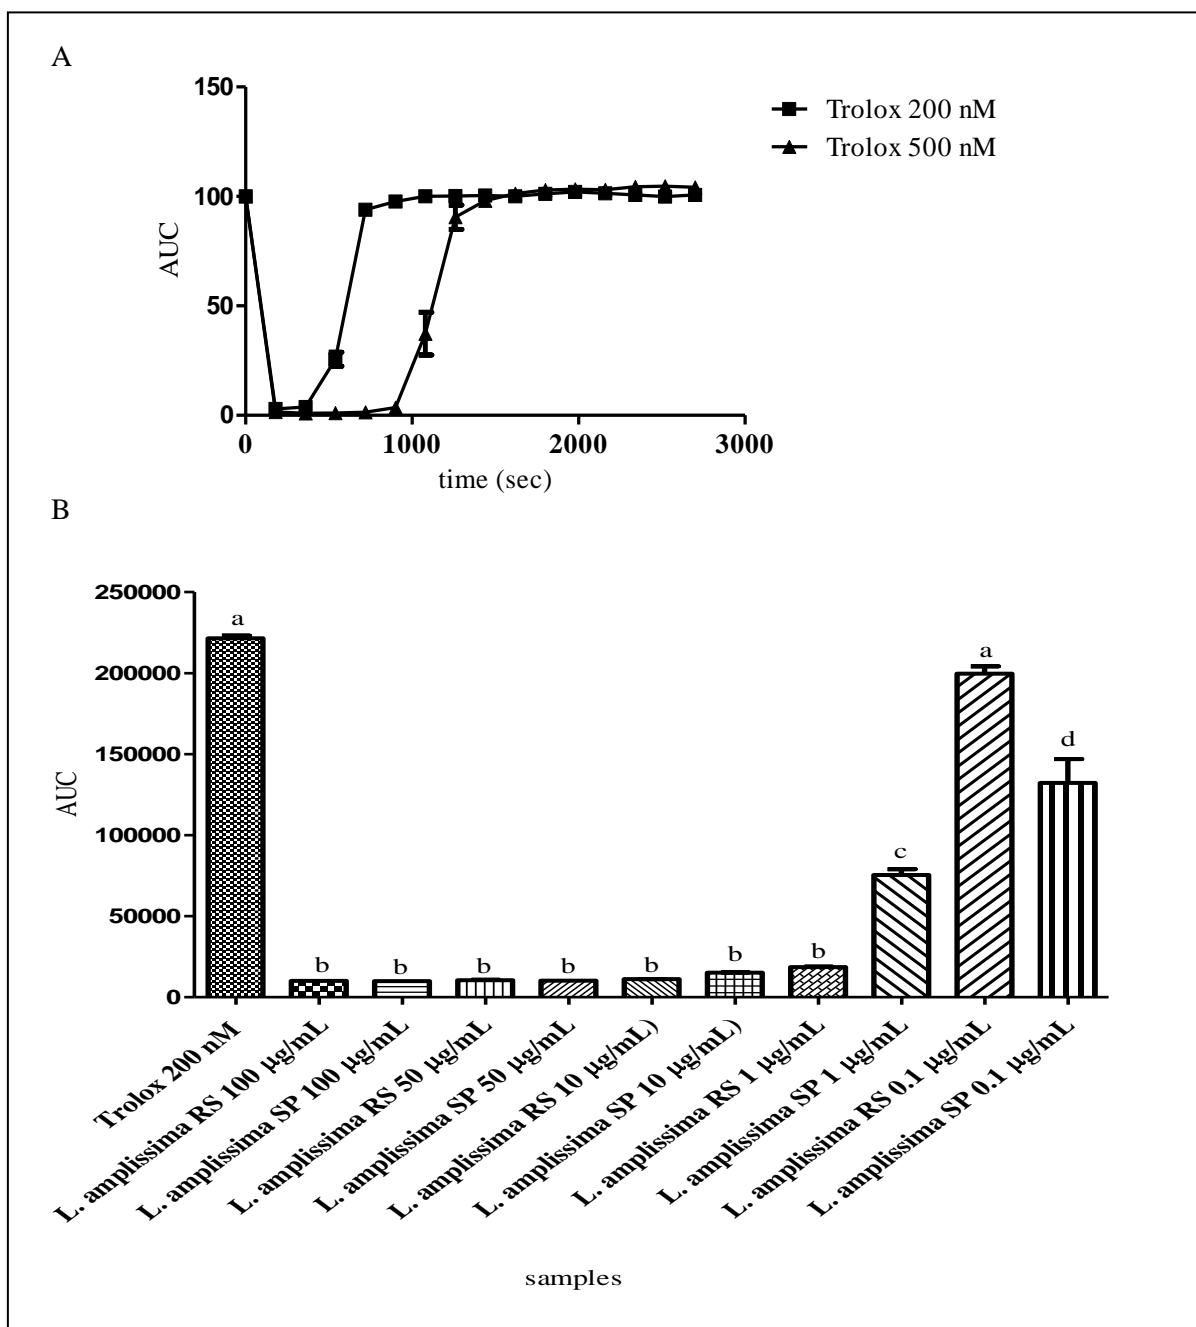 A
150
100
50
0
AUC
0 1000 2000 3000
time (sec)
Trolox 200 nM
Trolox 500 nM
B
250000
200000
150000
100000
50000
0
AUC
a
b
b
b
b
b
b
b
c
a
d
Trolox 200 nM
L. amplissima RS 100 µg/mL
L. amplissima SP 100 µg/mL
L. amplissima RS 50 µg/mL
L. amplissima SP 50 µg/mL
L. amplissima RS 10 µg/mL)
L. amplissima SP 10 µg/mL)
L. amplissima RS 1 µg/mL
L. amplissima SP 1 µg/mL
L. amplissima RS 0.1 µg/mL
L. amplissima SP 0.1 µg/mL
samples